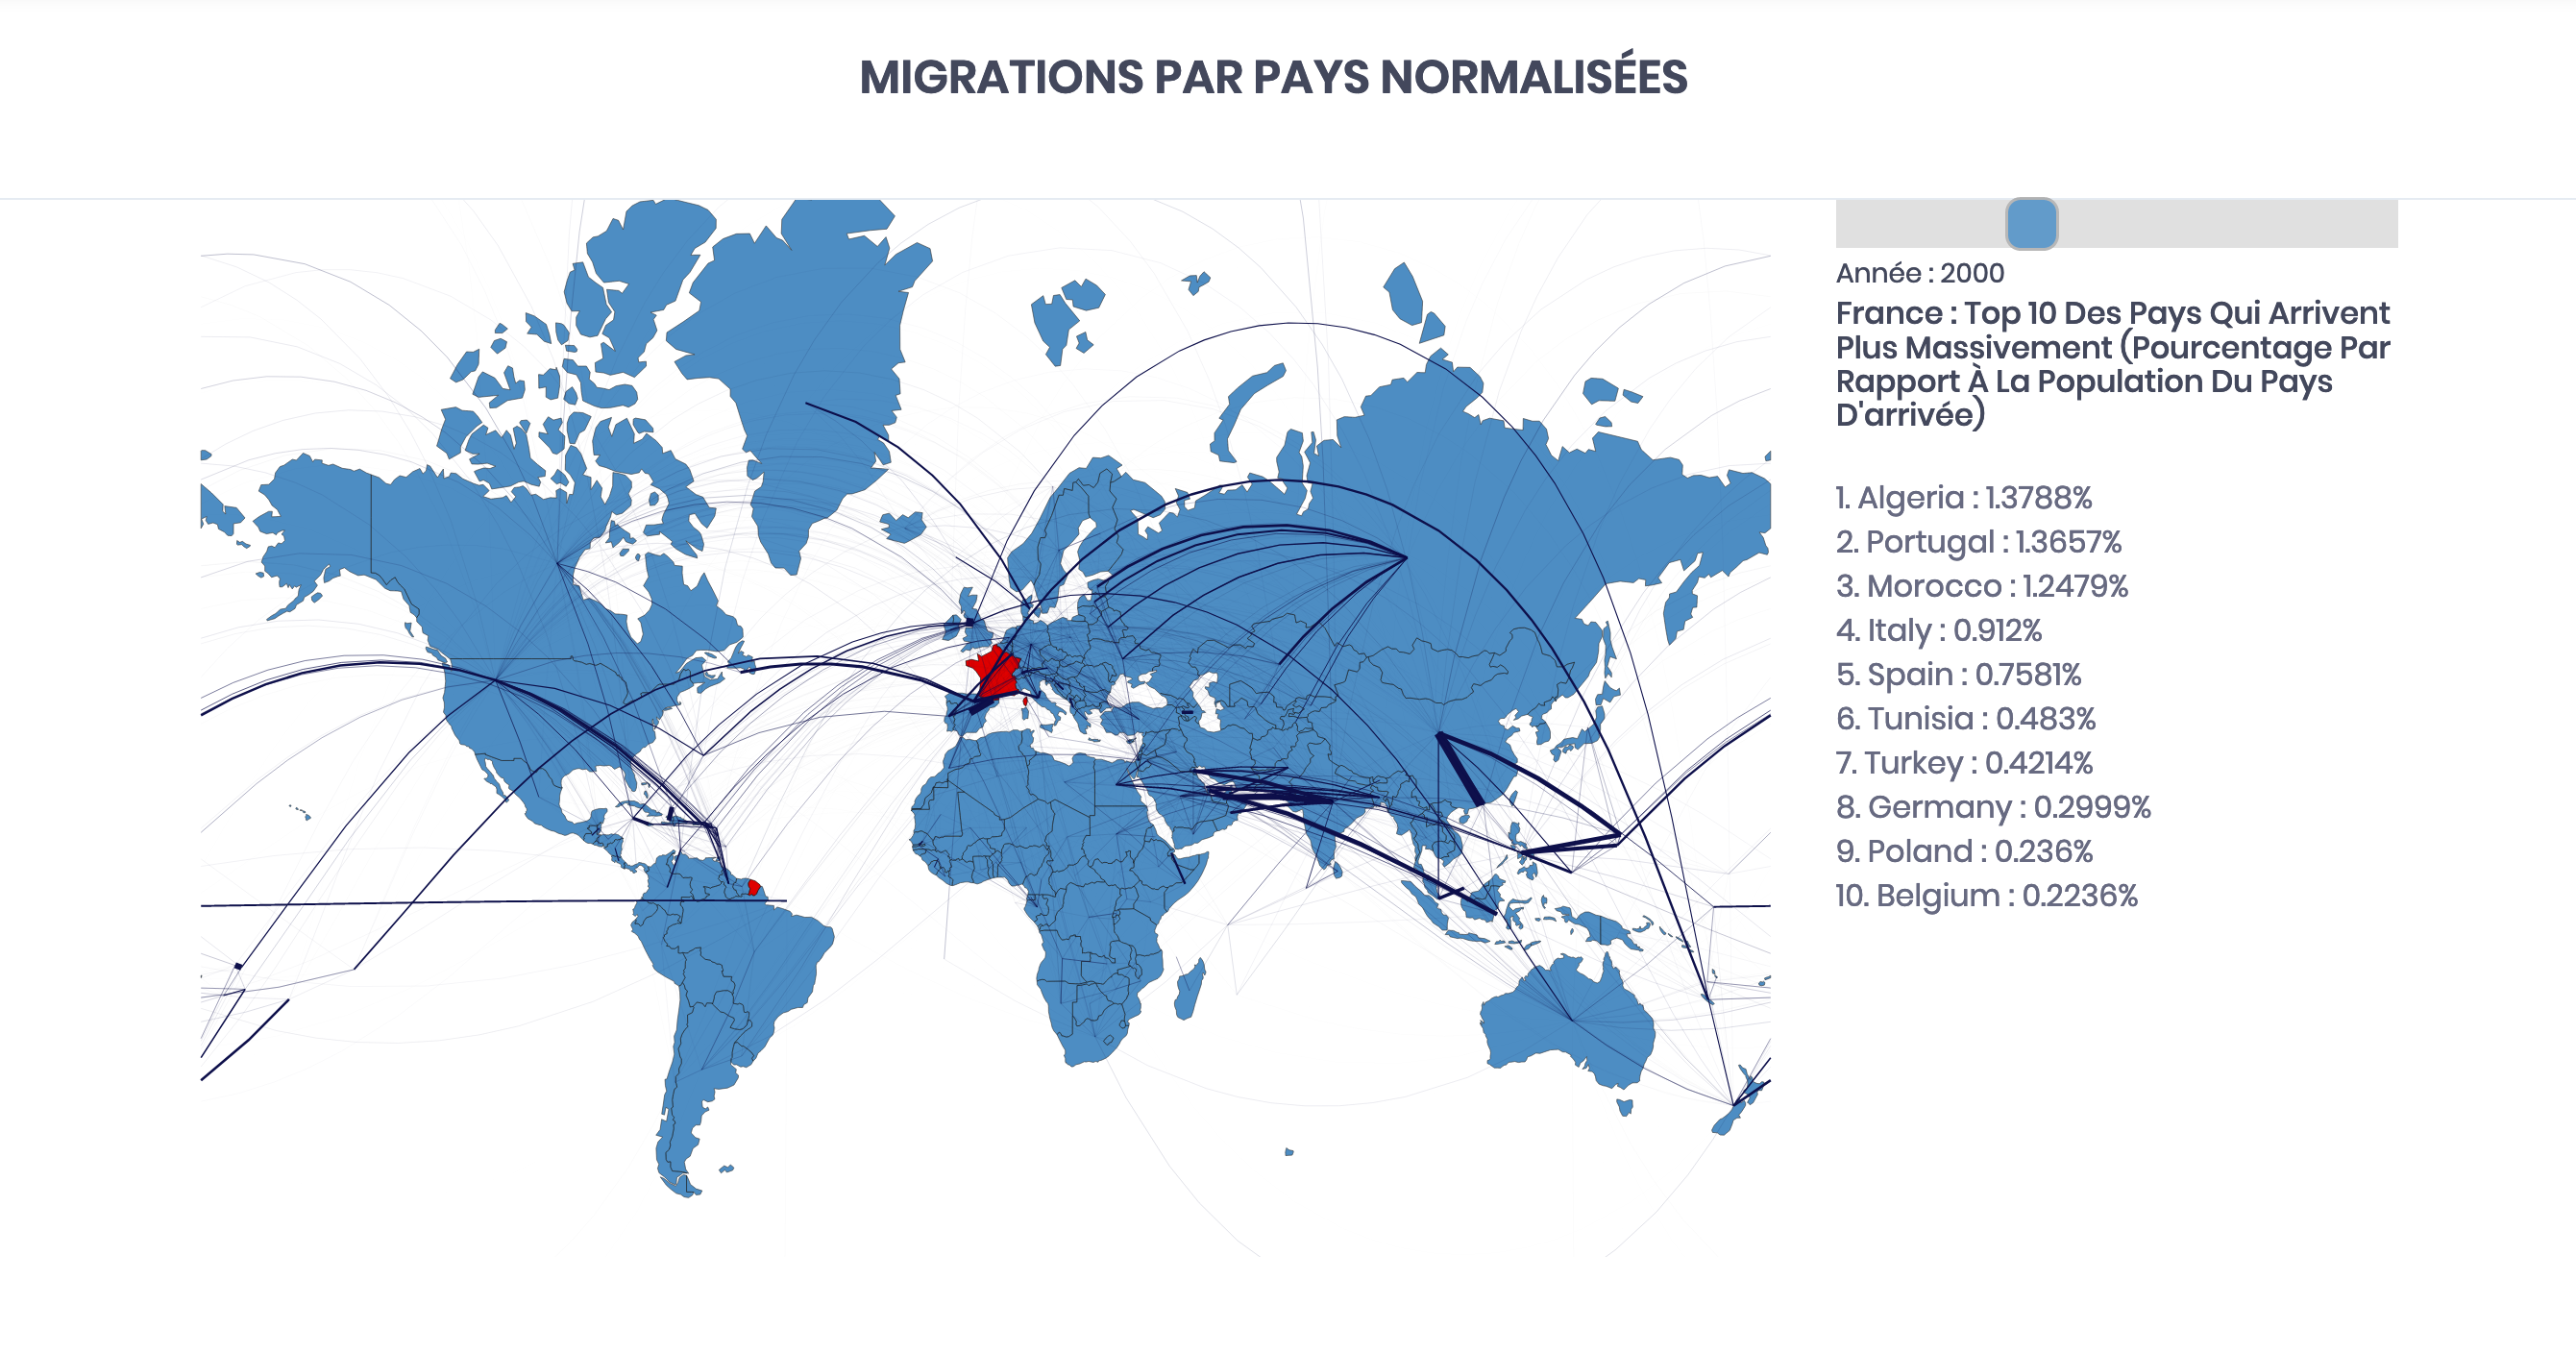 MIGRATIONS PAR PAYS NORMALISÉES
Année : 2000
France : Top 10 Des Pays Qui Arrivent
Plus Massivement (Pourcentage Par
Rapport À La Population Du Pays
D'arrivée)
1. Algeria : 1.3788%
2. Portugal : 1.3657%
3. Morocco : 1.2479%
4. Italy : 0.912%
5. Spain : 0.7581%
6. Tunisia : 0.483%
7. Turkey : 0.4214%
8. Germany : 0.2999%
9. Poland : 0.236%
10. Belgium : 0.2236%